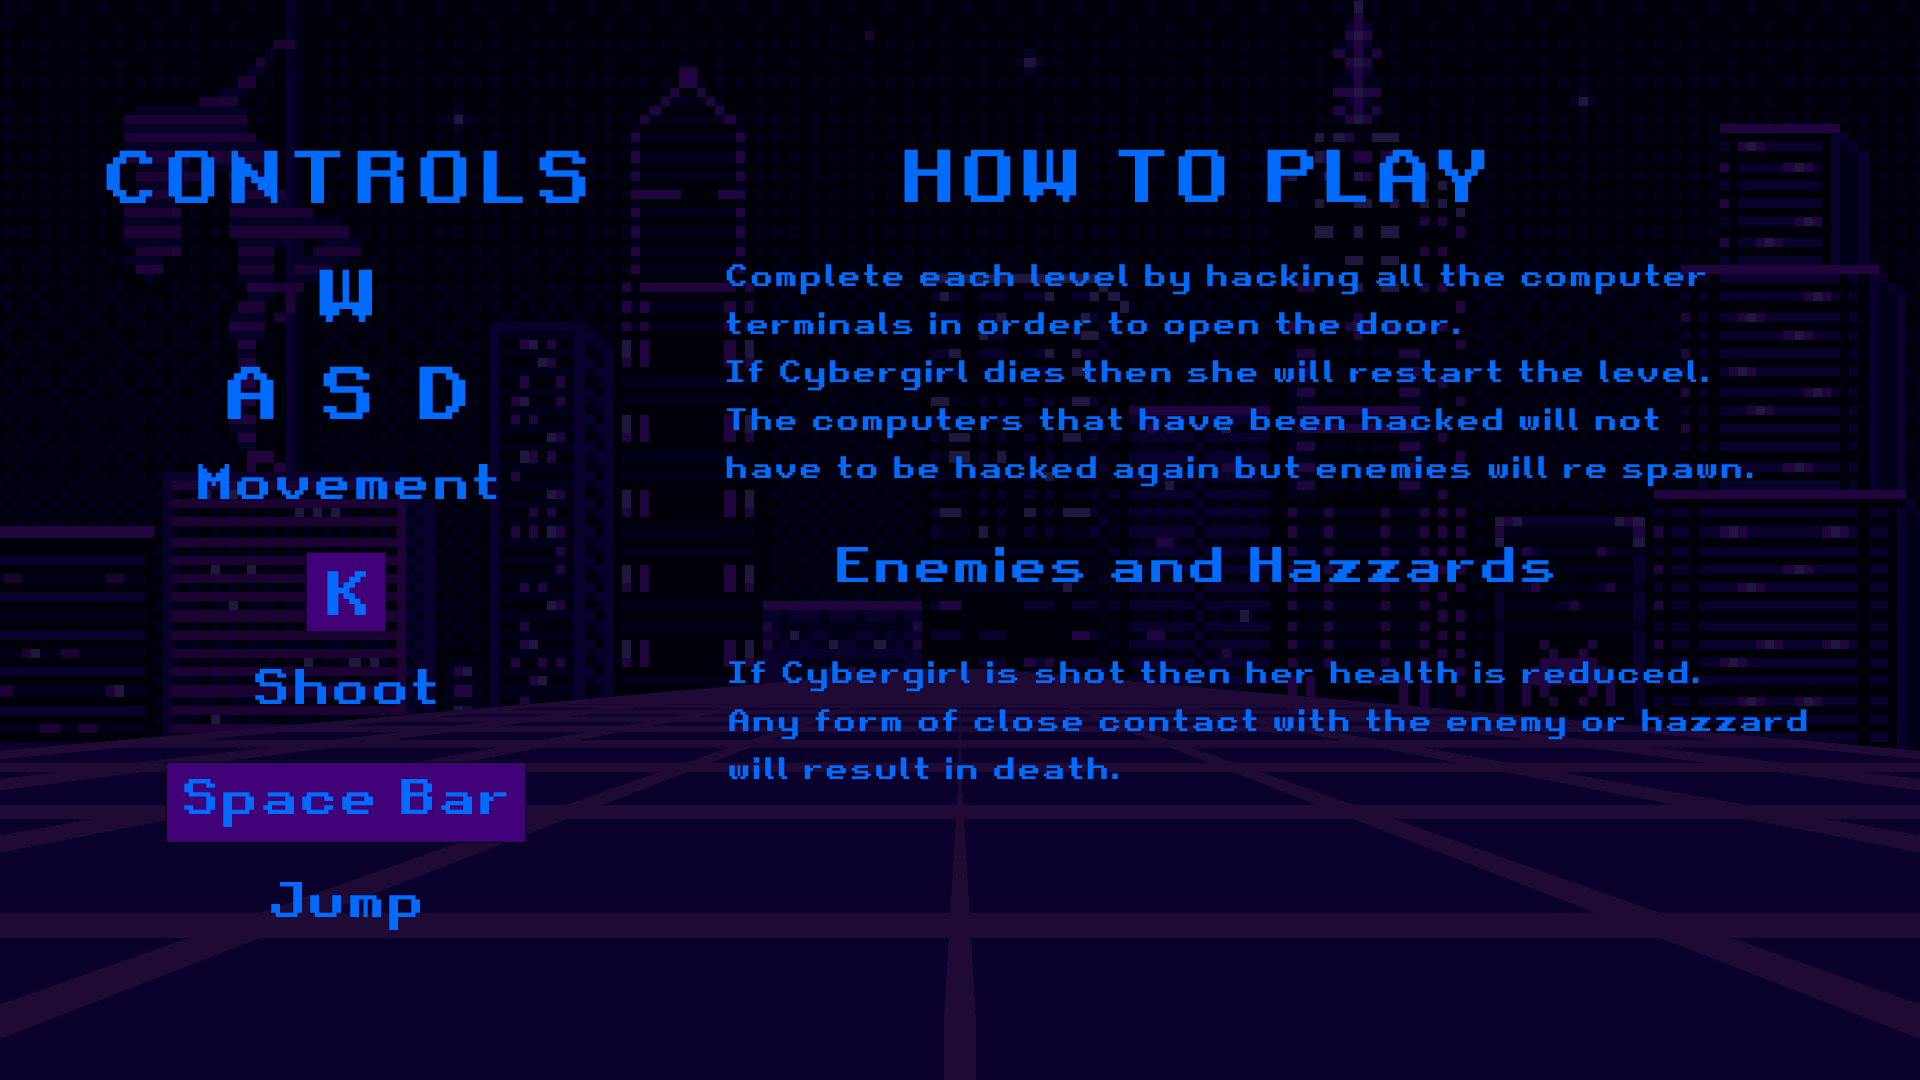 CONTROLS
W
A S D
Movement
K
Shoot
Space Bar
Jump
HOW TO PLAY
Complete each level by hacking all the computer
terminals in order to open the door.
If Cybergirl dies then she will restart the level.
The computers that have been hacked will not
have to be hacked again but enemies will re spawn.
Enemies and Hazzards
If Cybergirl is shot then her health is reduced.
Any form of close contact with the enemy or hazzard
will result in death.